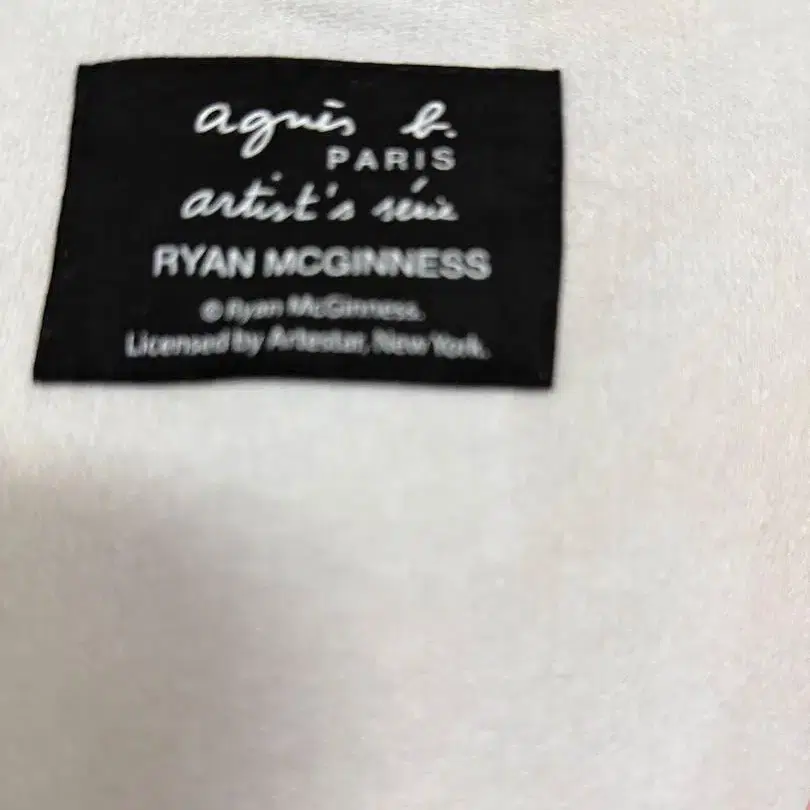 agnès b.
PARIS
artist's série
RYAN MCGINNESS
© Ryan McGinness.
Licensed by Artestar, New York.